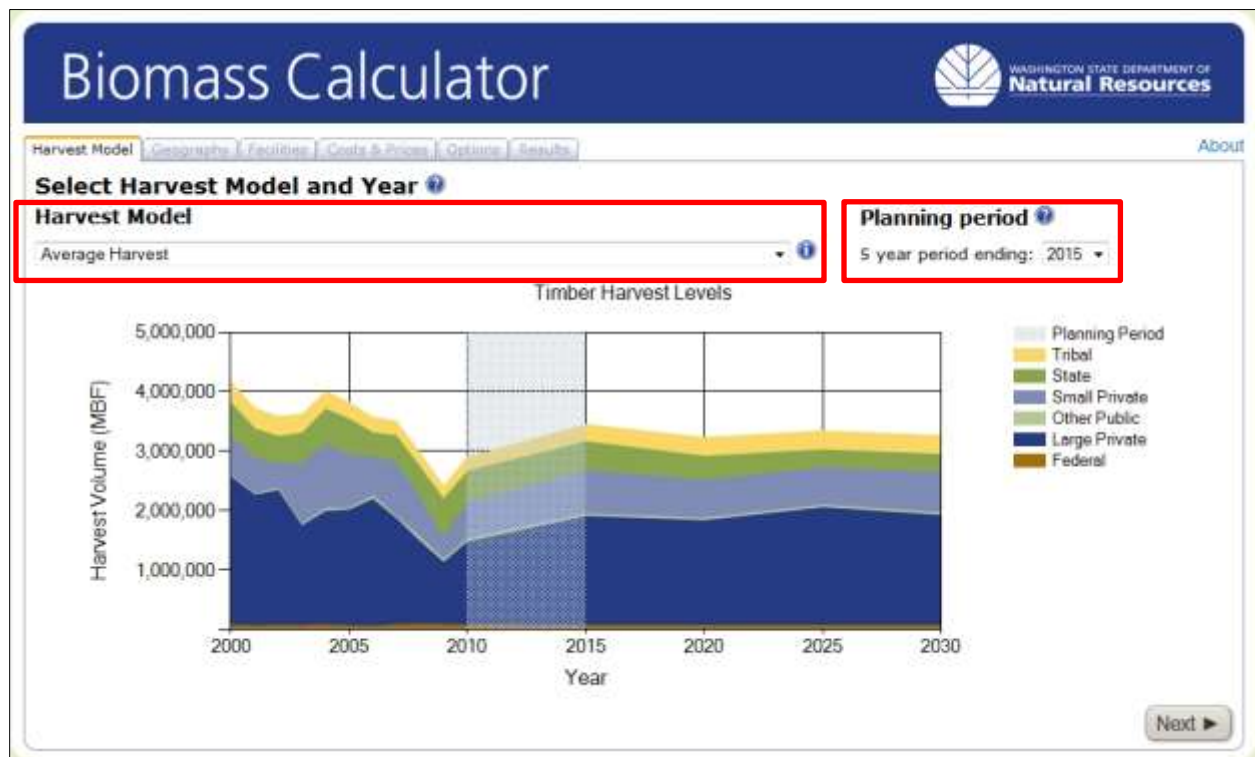 Biomass Calculator
WASHINGTON STATE DEPARTMENT OF
Natural Resources
Harvest Model Geography Facilities Costs & Prices Options Results About
Select Harvest Model and Year
Harvest Model Planning period
Average Harvest 5 year period ending: 2015
Timber Harvest Levels
5,000,000
4,000,000
3,000,000
2,000,000
1,000,000
Harvest Volume (MBF)
2000 2005 2010 2015 2020 2025 2030
Year
Planning Period
Tribal
State
Small Private
Other Public
Large Private
Federal
Next